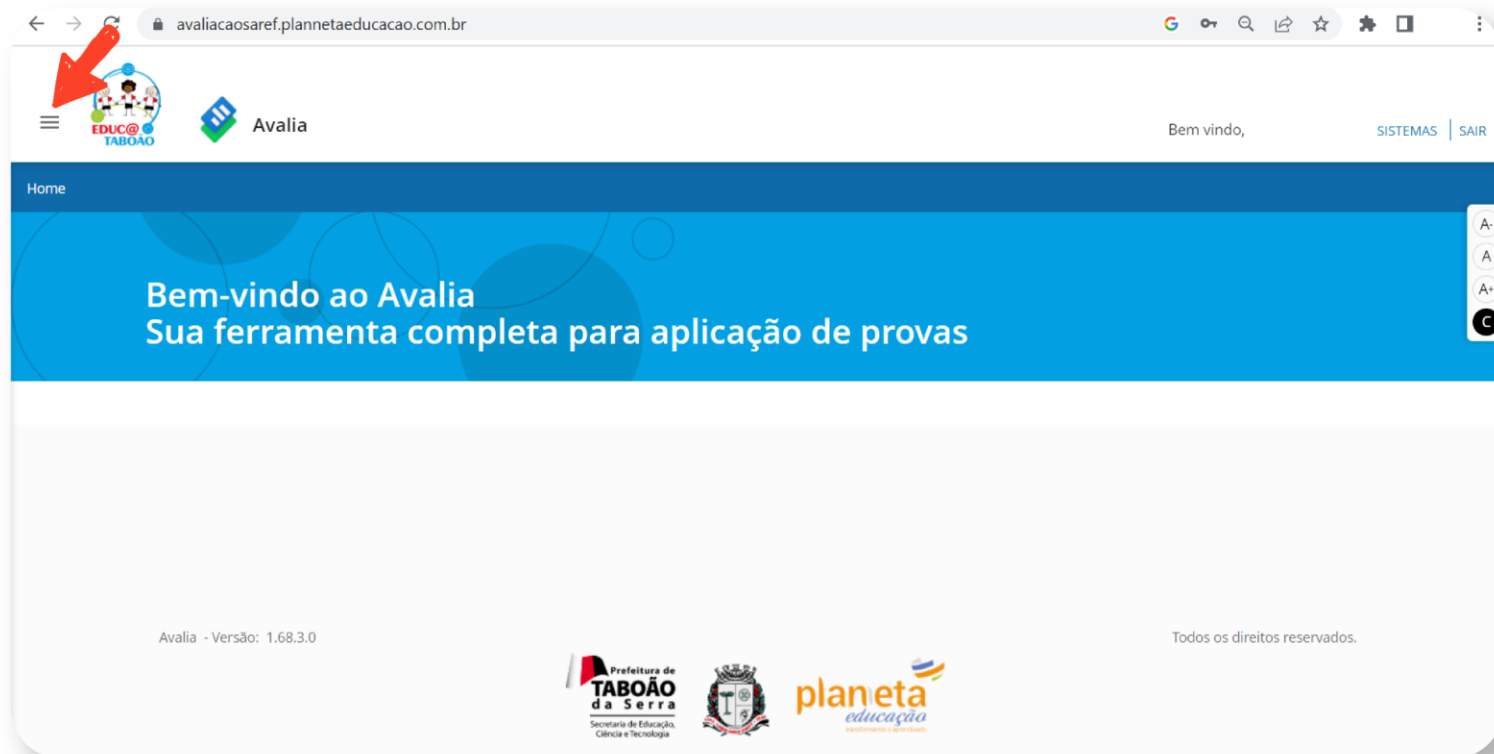 avaliacaosaref.plannetaeducacao.com.br
EDUC@
TABOÃO
Avalia
Bem vindo,
SISTEMAS
SAIR
Home
A-
A
A+
C
Bem-vindo ao Avalia
Sua ferramenta completa para aplicação de provas
Avalia - Versão: 1.68.3.0
Todos os direitos reservados.
Prefeitura de
TABOÃO
da Serra
Secretaria de Educação,
Ciência e Tecnologia
planneta
educação